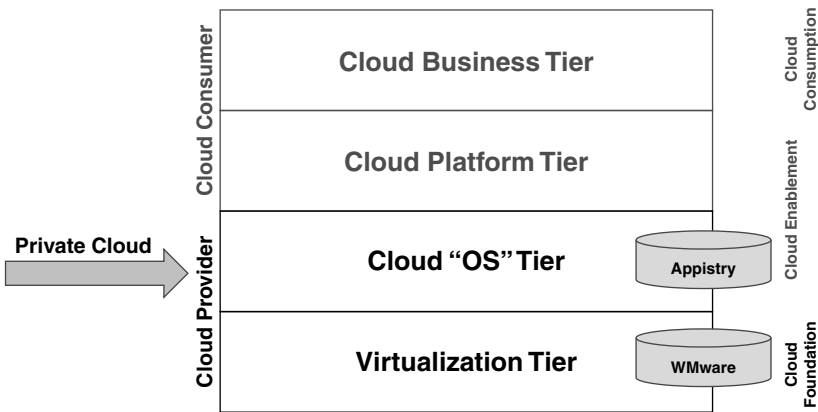 Cloud Business Tier
Cloud Platform Tier
Cloud “OS” Tier
Virtualization Tier
Cloud Consumer
Cloud Provider
Private Cloud
Appistry
WMware
Cloud
Consumption
Cloud Enablement
Cloud
Foundation